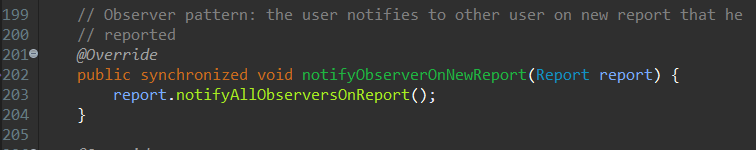 199 // Observer pattern: the user notifies to other user on new report that he
200 // reported
201 @Override
202 public synchronized void notifyObserverOnNewReport(Report report) {
203 report.notifyAllObserversOnReport();
204 }
205